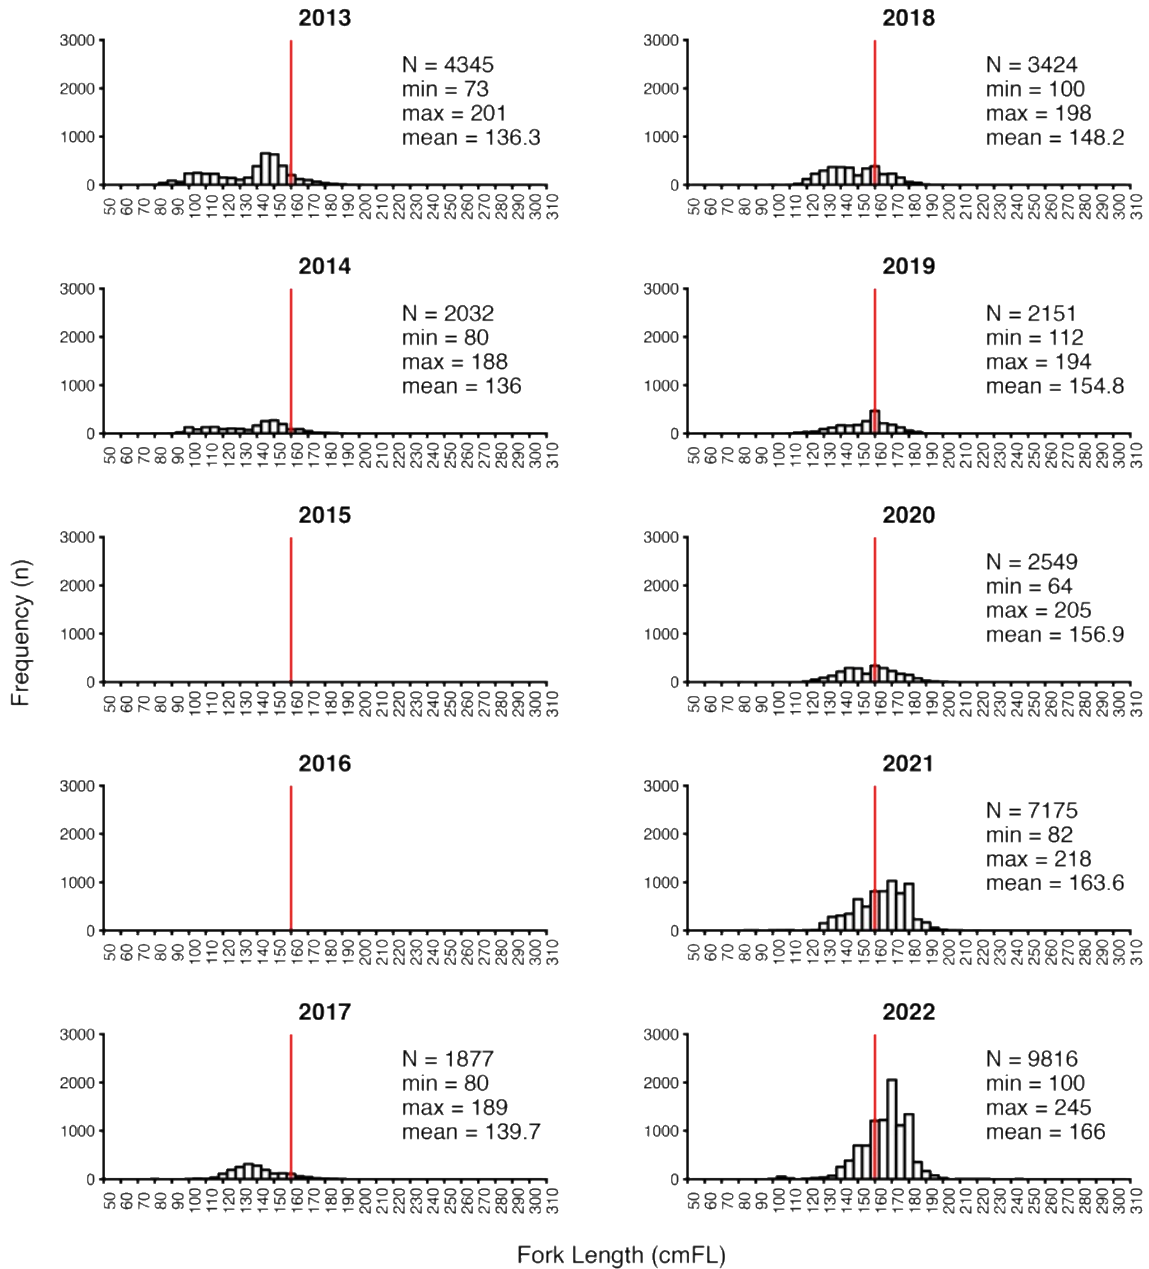 2013
3000
2000
1000
0
N = 4345
min = 73
max = 201
mean = 136.3
50 60 70 80 90 100 110 120 130 140 150 160 170 180 190 200 210 220 230 240 250 260 270 280 290 300 310
2014
3000
2000
1000
0
N = 2032
min = 80
max = 188
mean = 136
50 60 70 80 90 100 110 120 130 140 150 160 170 180 190 200 210 220 230 240 250 260 270 280 290 300 310
2015
3000
2000
1000
0
50 60 70 80 90 100 110 120 130 140 150 160 170 180 190 200 210 220 230 240 250 260 270 280 290 300 310
2016
3000
2000
1000
0
50 60 70 80 90 100 110 120 130 140 150 160 170 180 190 200 210 220 230 240 250 260 270 280 290 300 310
2017
3000
2000
1000
0
N = 1877
min = 80
max = 189
mean = 139.7
50 60 70 80 90 100 110 120 130 140 150 160 170 180 190 200 210 220 230 240 250 260 270 280 290 300 310
2018
3000
2000
1000
0
N = 3424
min = 100
max = 198
mean = 148.2
50 60 70 80 90 100 110 120 130 140 150 160 170 180 190 200 210 220 230 240 250 260 270 280 290 300 310
2019
3000
2000
1000
0
N = 2151
min = 112
max = 194
mean = 154.8
50 60 70 80 90 100 110 120 130 140 150 160 170 180 190 200 210 220 230 240 250 260 270 280 290 300 310
2020
3000
2000
1000
0
N = 2549
min = 64
max = 205
mean = 156.9
50 60 70 80 90 100 110 120 130 140 150 160 170 180 190 200 210 220 230 240 250 260 270 280 290 300 310
2021
3000
2000
1000
0
N = 7175
min = 82
max = 218
mean = 163.6
50 60 70 80 90 100 110 120 130 140 150 160 170 180 190 200 210 220 230 240 250 260 270 280 290 300 310
2022
3000
2000
1000
0
N = 9816
min = 100
max = 245
mean = 166
50 60 70 80 90 100 110 120 130 140 150 160 170 180 190 200 210 220 230 240 250 260 270 280 290 300 310
Frequency (n)
Fork Length (cmFL)